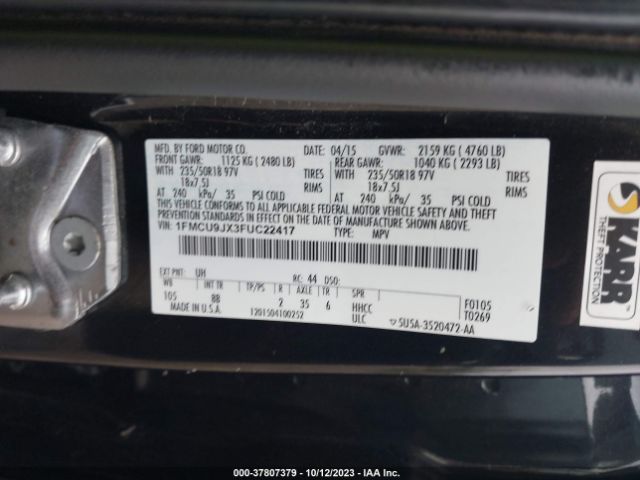 MFD. BY FORD MOTOR CO. DATE: 04/15 GVWR: 2159 KG ( 4760 LB)
FRONT GAWR: 1125 KG ( 2480 LB) REAR GAWR: 1040 KG ( 2293 LB)
WITH 235/50R18 97V TIRES WITH 235/50R18 97V TIRES
18x7.5J RIMS 18x7.5J RIMS
AT 240 kPa/ 35 PSI COLD AT 240 kPa/ 35 PSI COLD
THIS VEHICLE CONFORMS TO ALL APPLICABLE FEDERAL MOTOR VEHICLE SAFETY AND THEFT
PREVENTION STANDARDS IN EFFECT ON THE DATE OF MANUFACTURE SHOWN ABOVE.
VIN: 1FMCU9JX3FUC22417 TYPE: MPV
EXT PNT: UH RC: 44 DSO:
WB TP/PS R AXLE TR SPR
105 88 2 35 6 HHCC F0105
MADE IN U.S.A. 1201504100252 ULC T0269
5U5A-3520472-AA
KARR
THEFT PROTECTION
000-37807379 - 10/12/2023 - IAA